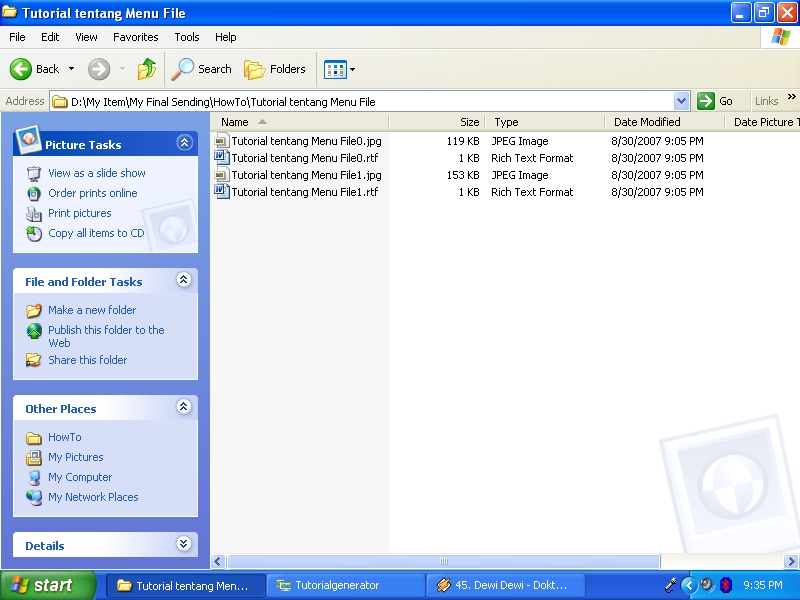 Tutorial tentang Menu File
File Edit View Favorites Tools Help
Back Search Folders
Address D:\My Item\My Final Sending\HowTo\Tutorial tentang Menu File Go Links »
Picture Tasks
View as a slide show
Order prints online
Print pictures
Copy all items to CD
File and Folder Tasks
Make a new folder
Publish this folder to the
Web
Share this folder
Other Places
HowTo
My Pictures
My Computer
My Network Places
Details
Name Size Type Date Modified Date Picture T
Tutorial tentang Menu File0.jpg 119 KB JPEG Image 8/30/2007 9:05 PM
Tutorial tentang Menu File0.rtf 1 KB Rich Text Format 8/30/2007 9:05 PM
Tutorial tentang Menu File1.jpg 153 KB JPEG Image 8/30/2007 9:05 PM
Tutorial tentang Menu File1.rtf 1 KB Rich Text Format 8/30/2007 9:05 PM
start Tutorial tentang Men... Tutorialgenerator 45. Dewi Dewi - Dokt... 9:35 PM